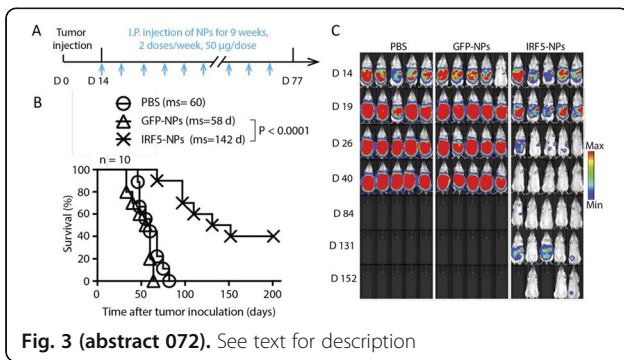 A
Tumor
injection
I.P. injection of NPs for 9 weeks,
2 doses/week, 50 µg/dose
D 0
D 14
D 77
B
PBS (ms= 60)
GFP-NPs (ms=58 d)
IRF5-NPs (ms=142 d)
P < 0.0001
n = 10
Survival (%)
100
80
60
40
20
0
0 50 100 150 200
Time after tumor inoculation (days)
C
PBS GFP-NPs IRF5-NPs
D 14
D 19
D 26
D 40
D 84
D 131
D 152
Max
Min
Fig. 3 (abstract 072). See text for description